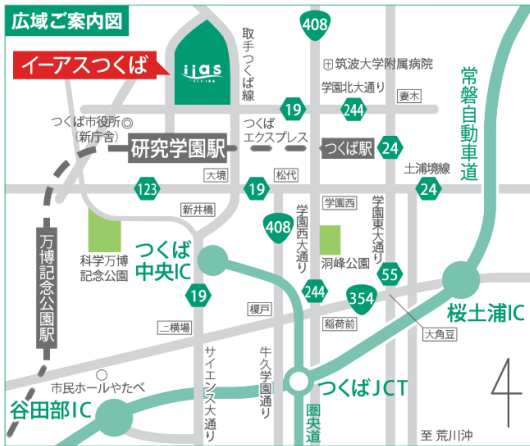 広域ご案内図
イーアスつくば
iias
取手つくば線
408
筑波大学附属病院
学園北大通り
妻木
19
244
常磐自動車道
つくば市役所◎
(新庁舎)
研究学園駅
つくば
エクスプレス
つくば駅
24
土浦境線
123
大境
19
松代
24
新井橋
408
学園西
学園西大通り
学園東大通り
科学万博
記念公園
つくば
中央IC
洞峰公園
万博記念公園駅
55
桜土浦IC
19
244
354
榎戸
稲荷前
大角豆
二横場
サイエンス大通り
牛久学園通り
市民ホールやたべ
つくばJCT
谷田部IC
圏央道
至 荒川沖
4